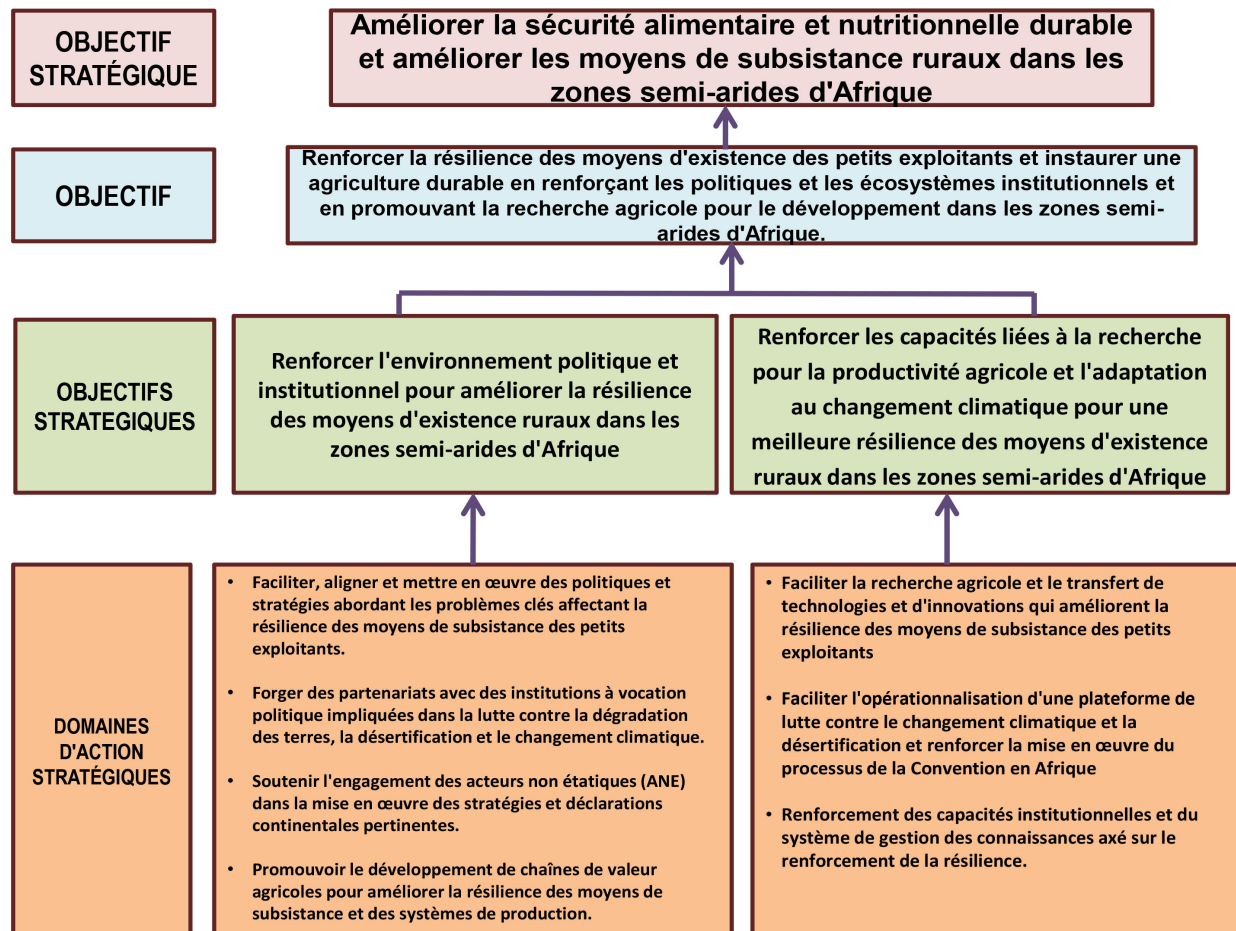 OBJECTIF
STRATÉGIQUE
Améliorer la sécurité alimentaire et nutritionnelle durable
et améliorer les moyens de subsistance ruraux dans les
zones semi-arides d'Afrique
OBJECTIF
Renforcer la résilience des moyens d'existence des petits exploitants et instaurer une
agriculture durable en renforçant les politiques et les écosystèmes institutionnels et
en promouvant la recherche agricole pour le développement dans les zones semi-
arides d'Afrique.
OBJECTIFS
STRATEGIQUES
Renforcer l'environnement politique et
institutionnel pour améliorer la résilience
des moyens d'existence ruraux dans les
zones semi-arides d'Afrique
Renforcer les capacités liées à la recherche
pour la productivité agricole et l'adaptation
au changement climatique pour une
meilleure résilience des moyens d'existence
ruraux dans les zones semi-arides d'Afrique
DOMAINES
D'ACTION
STRATÉGIQUES
• Faciliter, aligner et mettre en œuvre des politiques et
stratégies abordant les problèmes clés affectant la
résilience des moyens de subsistance des petits
exploitants.
• Forger des partenariats avec des institutions à vocation
politique impliquées dans la lutte contre la dégradation
des terres, la désertification et le changement climatique.
• Soutenir l'engagement des acteurs non étatiques (ANE)
dans la mise en œuvre des stratégies et déclarations
continentales pertinentes.
• Promouvoir le développement de chaînes de valeur
agricoles pour améliorer la résilience des moyens de
subsistance et des systèmes de production.
• Faciliter la recherche agricole et le transfert de
technologies et d'innovations qui améliorent la
résilience des moyens de subsistance des petits
exploitants
• Faciliter l'opérationnalisation d'une plateforme de
lutte contre le changement climatique et la
désertification et renforcer la mise en œuvre du
processus de la Convention en Afrique
• Renforcement des capacités institutionnelles et du
système de gestion des connaissances axé sur le
renforcement de la résilience.